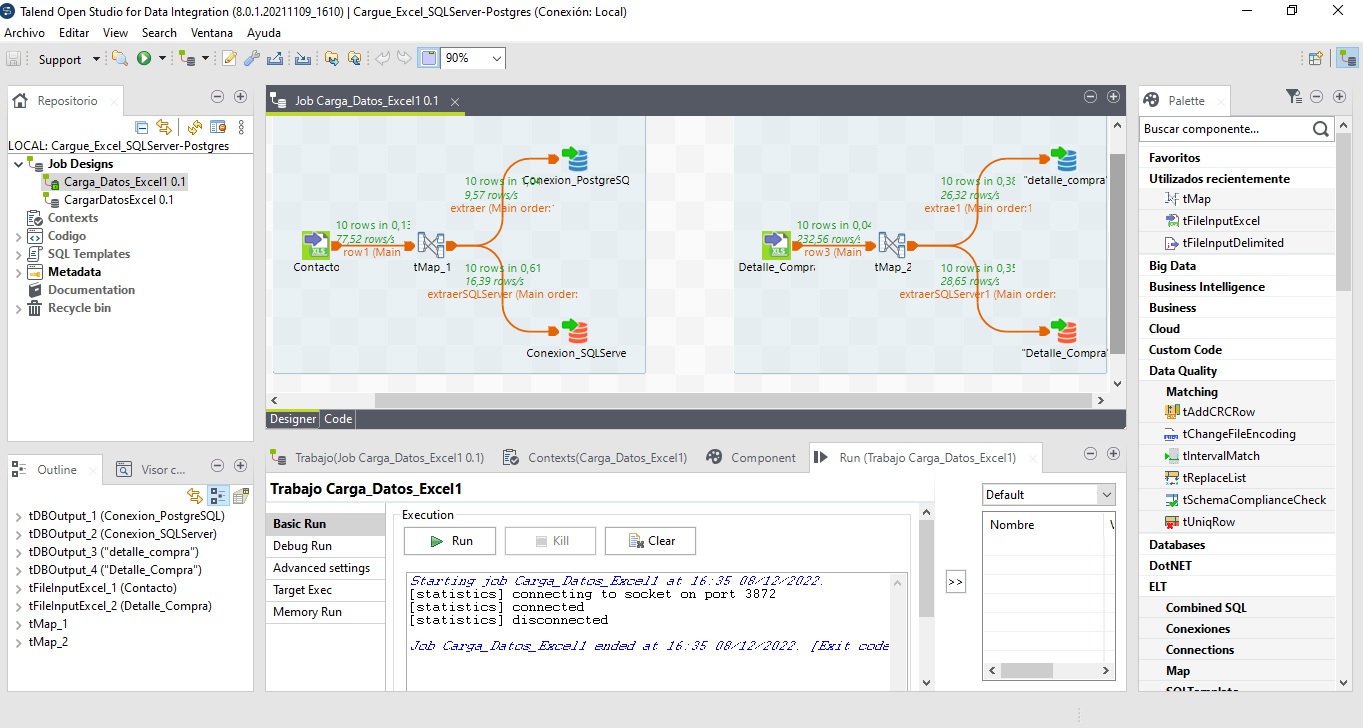 Talend Open Studio for Data Integration (8.0.1.20211109_1610) | Cargue_Excel_SQLServer-Postgres (Conexión: Local)
Archivo Editar View Search Ventana Ayuda
Support 90%
Repositorio
LOCAL: Cargue_Excel_SQLServer-Postgres
Job Designs
Carga_Datos_Excel1 0.1
CargarDatosExcel 0.1
Contexts
Codigo
SQL Templates
Metadata
Documentation
Recycle bin
Outline
Visor c...
tDBOutput_1 (Conexion_PostgreSQL)
tDBOutput_2 (Conexion_SQLServer)
tDBOutput_3 ("detalle_compra")
tDBOutput_4 ("Detalle_Compra")
tFileInputExcel_1 (Contacto)
tFileInputExcel_2 (Detalle_Compra)
tMap_1
tMap_2
Job Carga_Datos_Excel1 0.1
Conexion_PostgreSQ
10 rows in 1,04
9,57 rows/s
extraer (Main order:
10 rows in 0,13
77,52 rows/s
row1 (Main
Contacto
tMap_1
10 rows in 0,61
16,39 rows/s
extraerSQLServer (Main order:
Conexion_SQLServe
"detalle_compra"
10 rows in 0,38
26,32 rows/s
extrae1 (Main order:1
10 rows in 0,04
232,56 rows/s
row3 (Main
Detalle_Compra
tMap_2
10 rows in 0,35
28,65 rows/s
extraerSQLServer1 (Main order:
"Detalle_Compra"
Designer Code
Trabajo(Job Carga_Datos_Excel1 0.1)
Contexts(Carga_Datos_Excel1)
Component
Run (Trabajo Carga_Datos_Excel1)
Trabajo Carga_Datos_Excel1
Basic Run
Debug Run
Advanced settings
Target Exec
Memory Run
Execution
Run
Kill
Clear
Starting job Carga_Datos_Excel1 at 16:35 08/12/2022.
[statistics] connecting to socket on port 3872
[statistics] connected
[statistics] disconnected
Job Carga_Datos_Excel1 ended at 16:35 08/12/2022. [Exit code
>>
Default
Nombre
Palette
Buscar componente...
Favoritos
Utilizados recientemente
tMap
tFileInputExcel
tFileInputDelimited
Big Data
Business Intelligence
Business
Cloud
Custom Code
Data Quality
Matching
tAddCRCRow
tChangeFileEncoding
tIntervalMatch
tReplaceList
tSchemaComplianceCheck
tUniqRow
Databases
DotNET
ELT
Combined SQL
Conexiones
Connections
Map
SQLTemplate